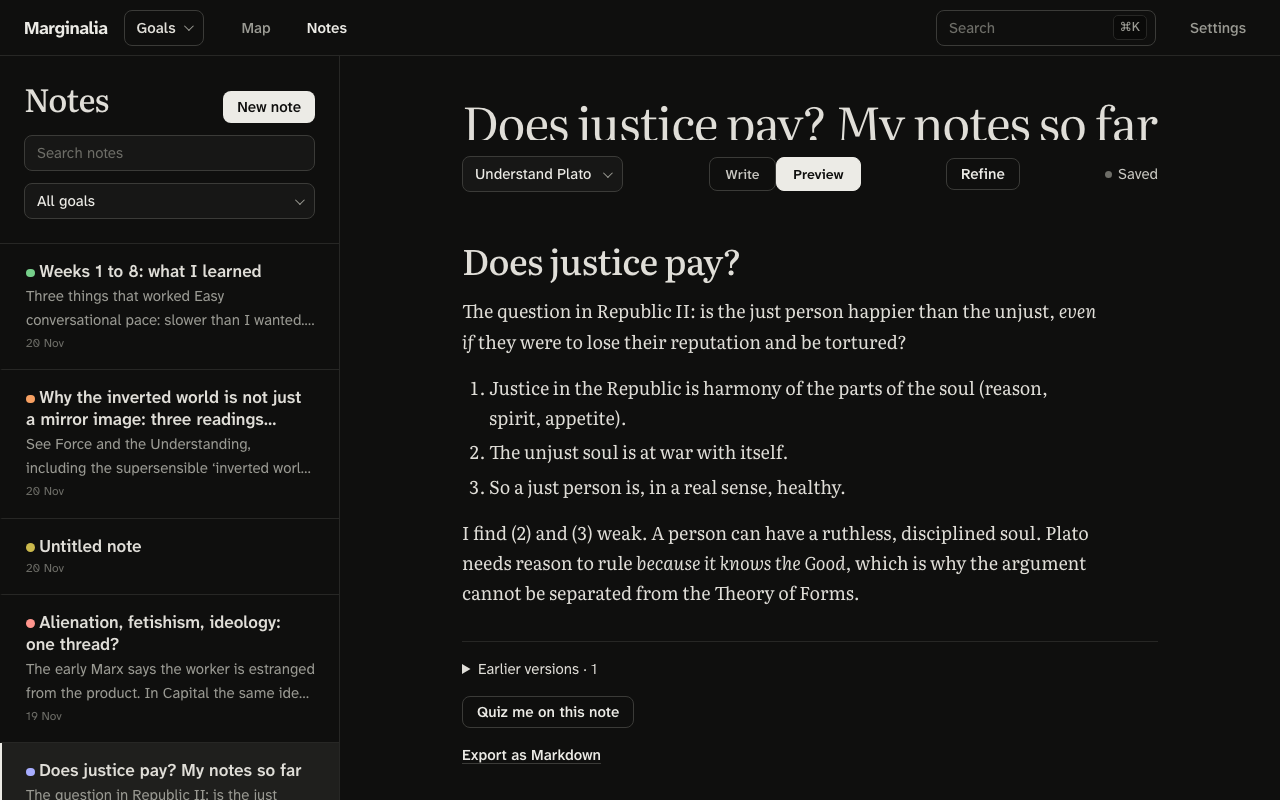 Marginalia
Goals
Map
Notes
Search
⌘K
Settings
Notes
New note
Search notes
All goals
Weeks 1 to 8: what I learned
Three things that worked Easy
conversational pace: slower than I wanted....
20 Nov
Why the inverted world is not just
a mirror image: three readings...
See Force and the Understanding,
including the supersensible ‘inverted worl...
20 Nov
Untitled note
20 Nov
Alienation, fetishism, ideology:
one thread?
The early Marx says the worker is estranged
from the product. In Capital the same ide...
19 Nov
Does justice pay? My notes so far
The question in Republic II: is the just
Does justice pay? My notes so far
Understand Plato
Write
Preview
Refine
Saved
Does justice pay?
The question in Republic II: is the just person happier than the unjust, even
if they were to lose their reputation and be tortured?
1. Justice in the Republic is harmony of the parts of the soul (reason,
spirit, appetite).
2. The unjust soul is at war with itself.
3. So a just person is, in a real sense, healthy.
I find (2) and (3) weak. A person can have a ruthless, disciplined soul. Plato
needs reason to rule because it knows the Good, which is why the argument
cannot be separated from the Theory of Forms.
Earlier versions · 1
Quiz me on this note
Export as Markdown